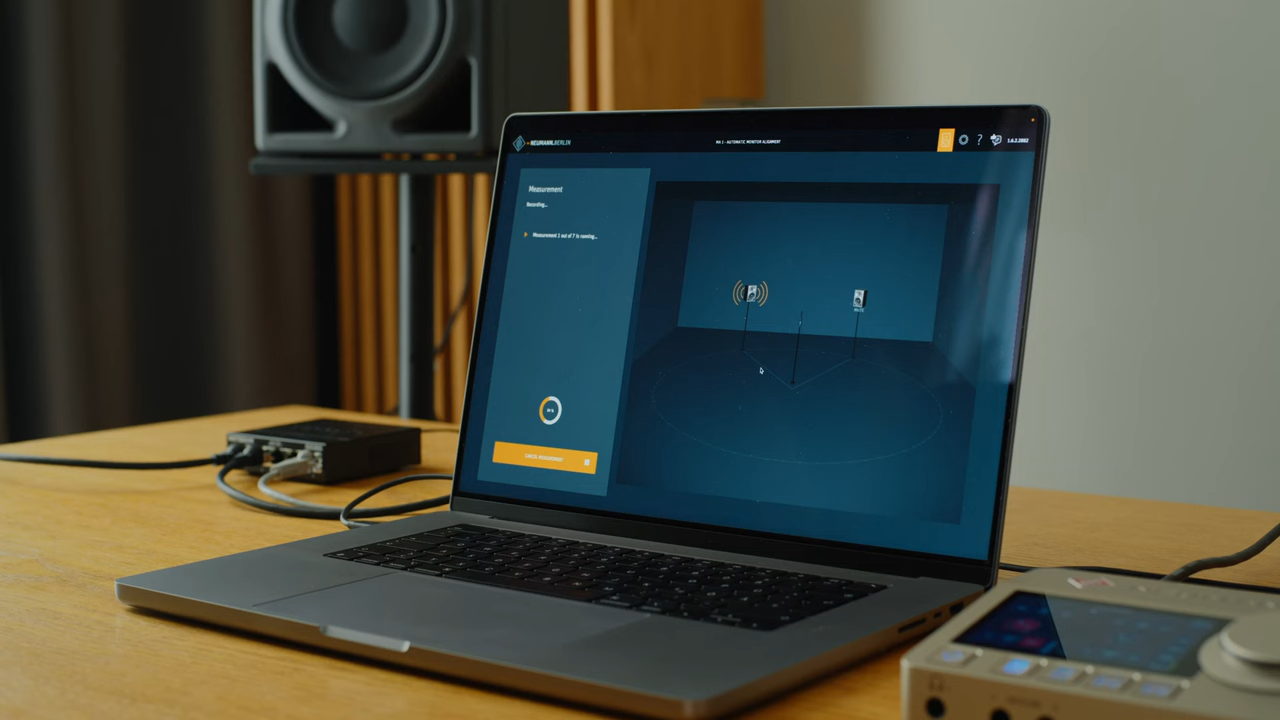 NEUMANN.BERLIN
MA 1 - AUTOMATIC MONITOR ALIGNMENT
?
1.6.2.2802
Measurement
Recording...
Measurement 1 out of 7 is running...
CANCEL MEASUREMENT